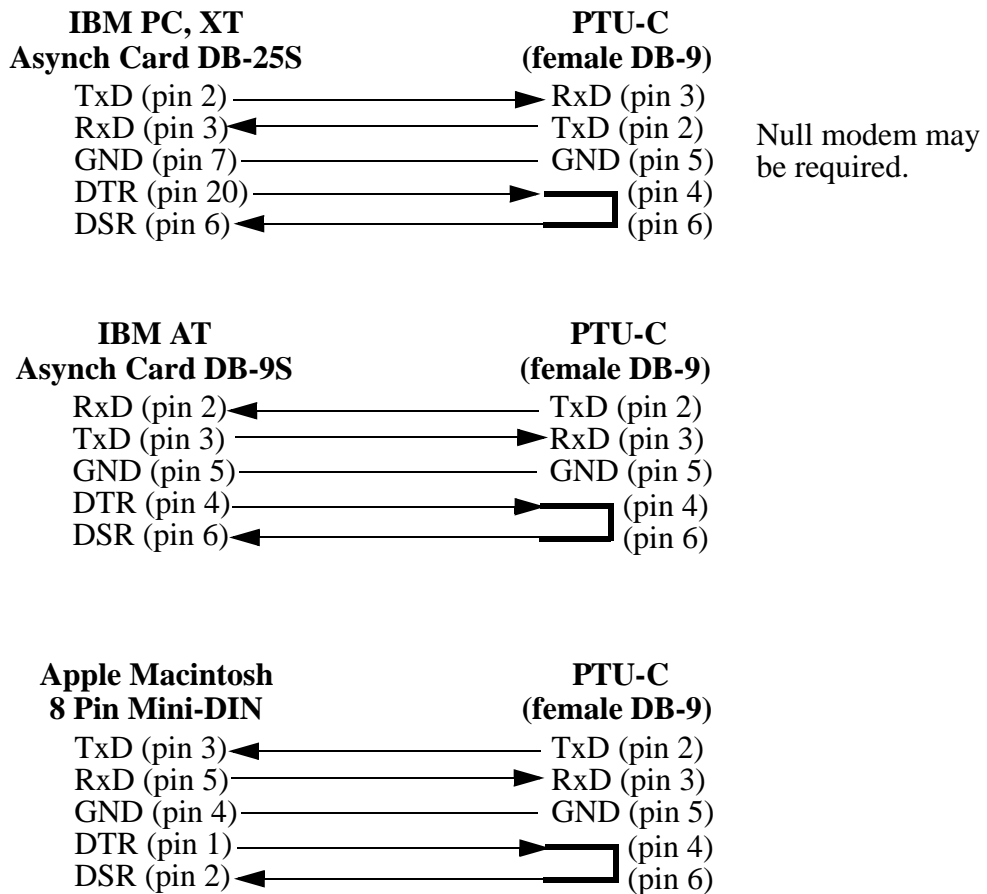 IBM PC, XT PTU-C
Asynch Card DB-25S (female DB-9)
TxD (pin 2) RxD (pin 3)
RxD (pin 3) TxD (pin 2)
GND (pin 7) GND (pin 5)
DTR (pin 20) (pin 4)
DSR (pin 6) (pin 6)
Null modem may
be required.
IBM AT PTU-C
Asynch Card DB-9S (female DB-9)
RxD (pin 2) TxD (pin 2)
TxD (pin 3) RxD (pin 3)
GND (pin 5) GND (pin 5)
DTR (pin 4) (pin 4)
DSR (pin 6) (pin 6)
Apple Macintosh PTU-C
8 Pin Mini-DIN (female DB-9)
TxD (pin 3) TxD (pin 2)
RxD (pin 5) RxD (pin 3)
GND (pin 4) GND (pin 5)
DTR (pin 1) (pin 4)
DSR (pin 2) (pin 6)